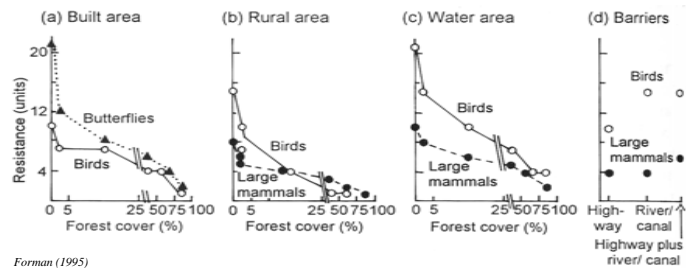 (a) Built area
(b) Rural area
(c) Water area
(d) Barriers
Resistance (units)
20
12
4
Butterflies
Birds
0 5 25 50 75 100
Forest cover (%)
Birds
Large
mammals
0 5 25 50 75 100
Forest cover (%)
Birds
Large
mammals
0 5 25 50 75 100
Forest cover (%)
Birds
Large
mammals
High-
way
River/
canal
Highway plus
river/ canal
Forman (1995)